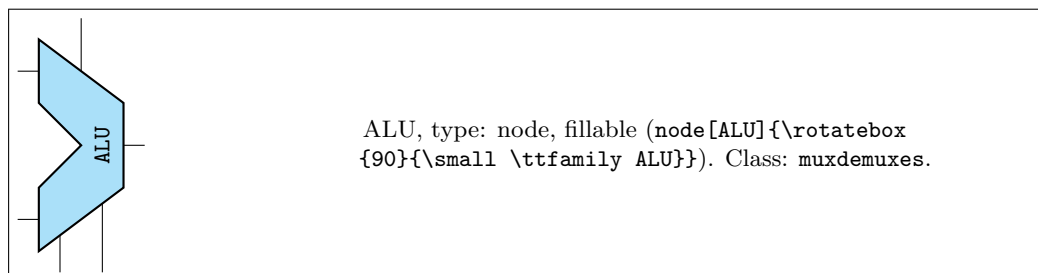 ALU
ALU, type: node, fillable (node[ALU]{\rotatebox
{90}{\small \ttfamily ALU}}). Class: muxdemuxes.